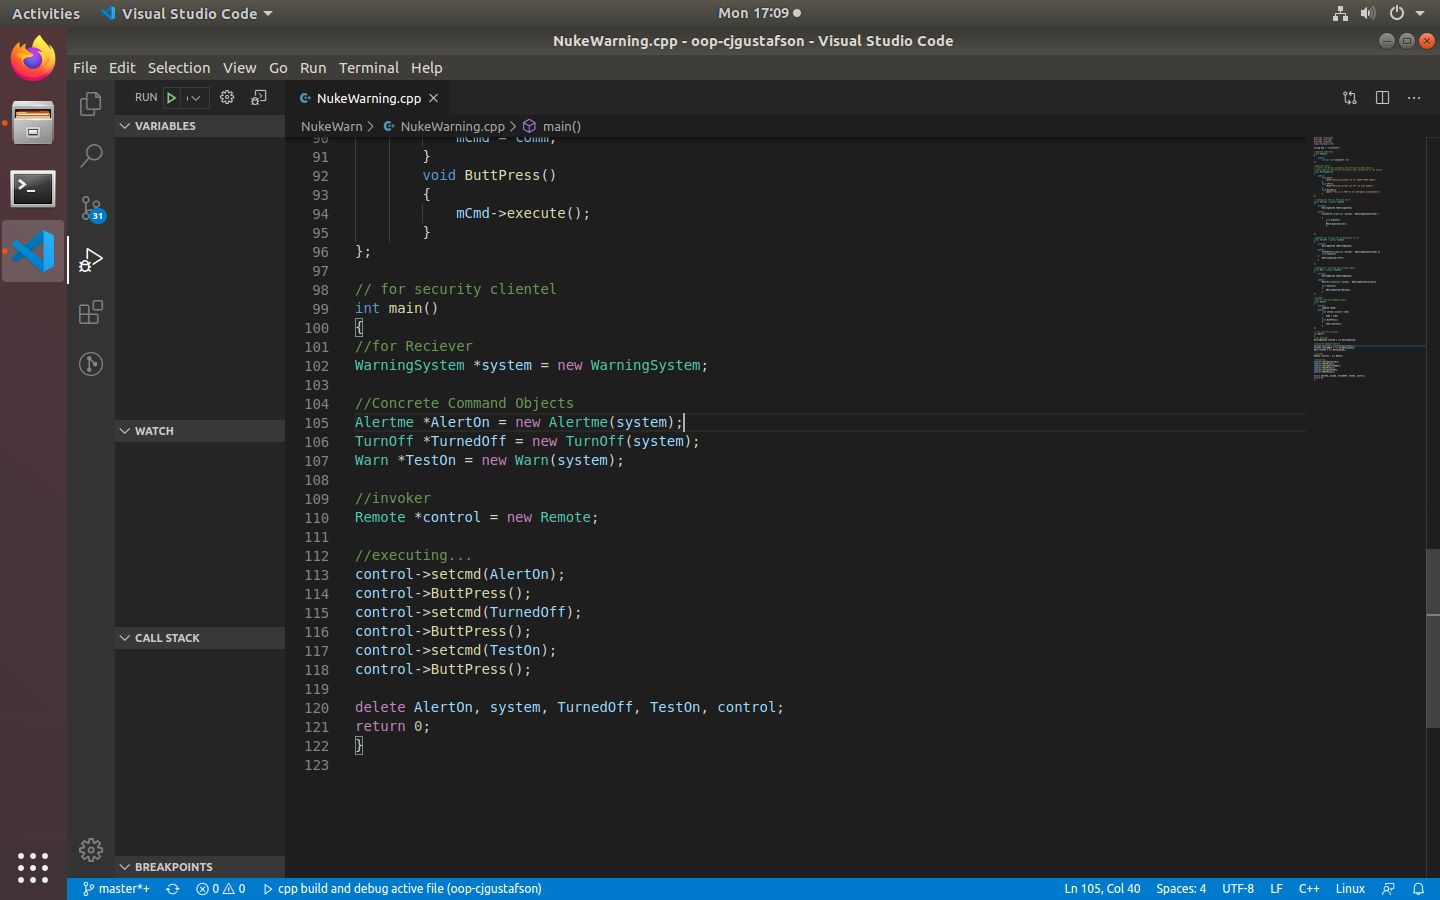 Activities
Visual Studio Code
Mon 17:09
NukeWarning.cpp - oop-cjgustafson - Visual Studio Code
File Edit Selection View Go Run Terminal Help
RUN
NukeWarning.cpp
VARIABLES
NukeWarn > NukeWarning.cpp > main()
90 mCmd = comm;
91 }
92 void ButtPress()
93 {
94 mCmd->execute();
95 }
96 };
97
98 // for security clientel
99 int main()
100 {
101 //for Reciever
102 WarningSystem *system = new WarningSystem;
103
104 //Concrete Command Objects
105 Alertme *AlertOn = new Alertme(system);
106 TurnOff *TurnedOff = new TurnOff(system);
107 Warn *TestOn = new Warn(system);
108
109 //invoker
110 Remote *control = new Remote;
111
112 //executing...
113 control->setcmd(AlertOn);
114 control->ButtPress();
115 control->setcmd(TurnedOff);
116 control->ButtPress();
117 control->setcmd(TestOn);
118 control->ButtPress();
119
120 delete AlertOn, system, TurnedOff, TestOn, control;
121 return 0;
122 }
123
31
WATCH
CALL STACK
BREAKPOINTS
master*+ 0 0 cpp build and debug active file (oop-cjgustafson)
Ln 105, Col 40 Spaces: 4 UTF-8 LF C++ Linux